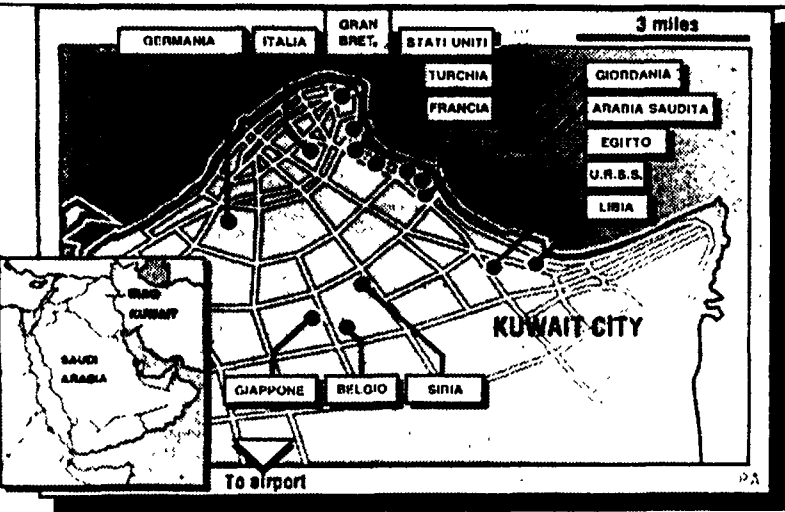 GERMANIA
ITALIA
GRAN
BRET.
STATI UNITI
3 miles
TURCHIA
FRANCIA
GIORDANIA
ARABIA SAUDITA
EGITTO
U.R.S.S.
LIBIA
KUWAIT
SAUDI
ARABIA
KUWAIT CITY
GIAPPONE
BELGIO
SIRIA
To airport
PA